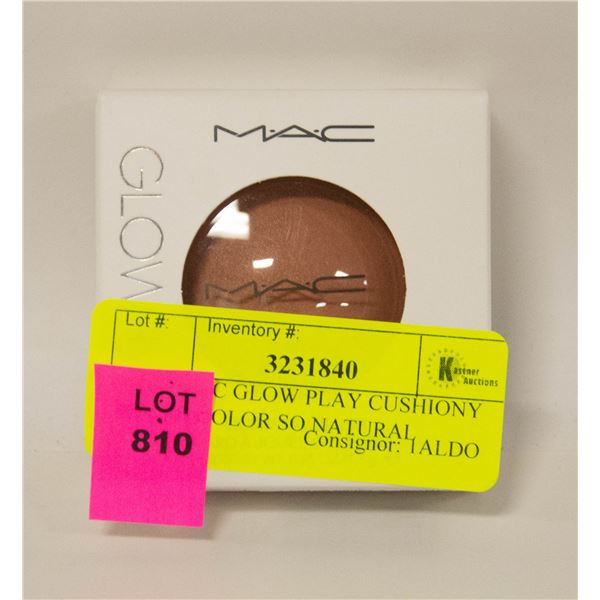 M·A·C
GLOW
M·A·C
Lot #:
Inventory #:
3231840
Kastner
Auctions
C GLOW PLAY CUSHIONY
OLOR SO NATURAL
Consignor: 1ALDO
LOT
810